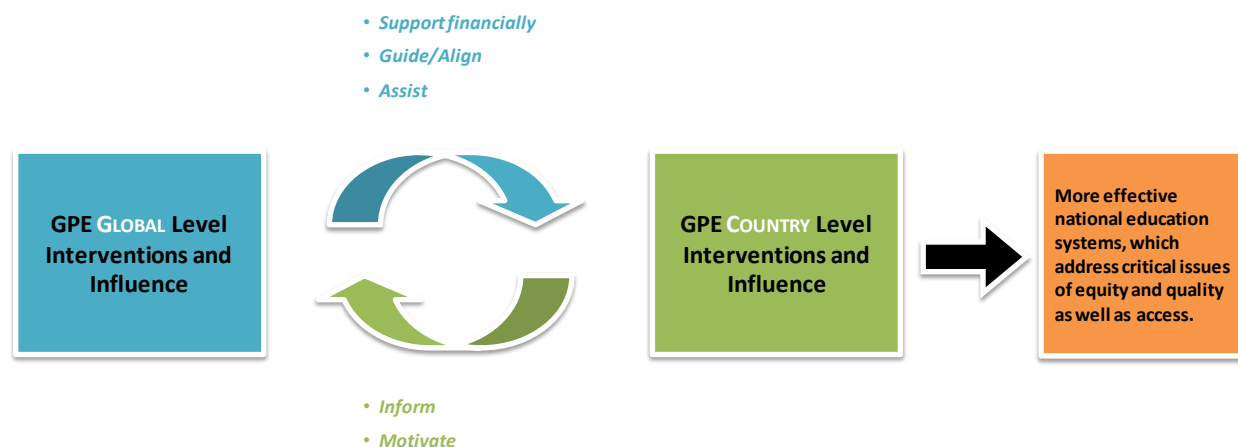 • Support financially
• Guide/Align
• Assist
GPE GLOBAL Level
Interventions and
Influence
GPE COUNTRY Level
Interventions and
Influence
More effective
national education
systems, which
address critical issues
of equity and quality
as well as access.
• Inform
• Motivate